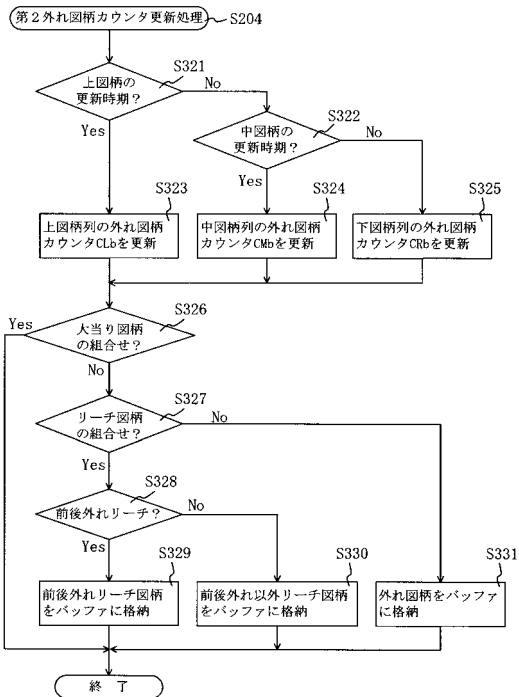 第２外れ図柄カウンタ更新処理
S204
上図柄の
更新時期？
S321
No
Yes
中図柄の
更新時期？
S322
No
Yes
S323
上図柄列の外れ図柄
カウンタCLbを更新
S324
中図柄列の外れ図柄
カウンタCMbを更新
S325
下図柄列の外れ図柄
カウンタCRbを更新
S326
Yes
大当り図柄
の組合せ？
No
S327
リーチ図柄
の組合せ？
No
Yes
S328
前後外れリーチ？
No
Yes
S329
前後外れリーチ図柄
をバッファに格納
S330
前後外れ以外リーチ図柄
をバッファに格納
S331
外れ図柄をバッファ
に格納
終 了